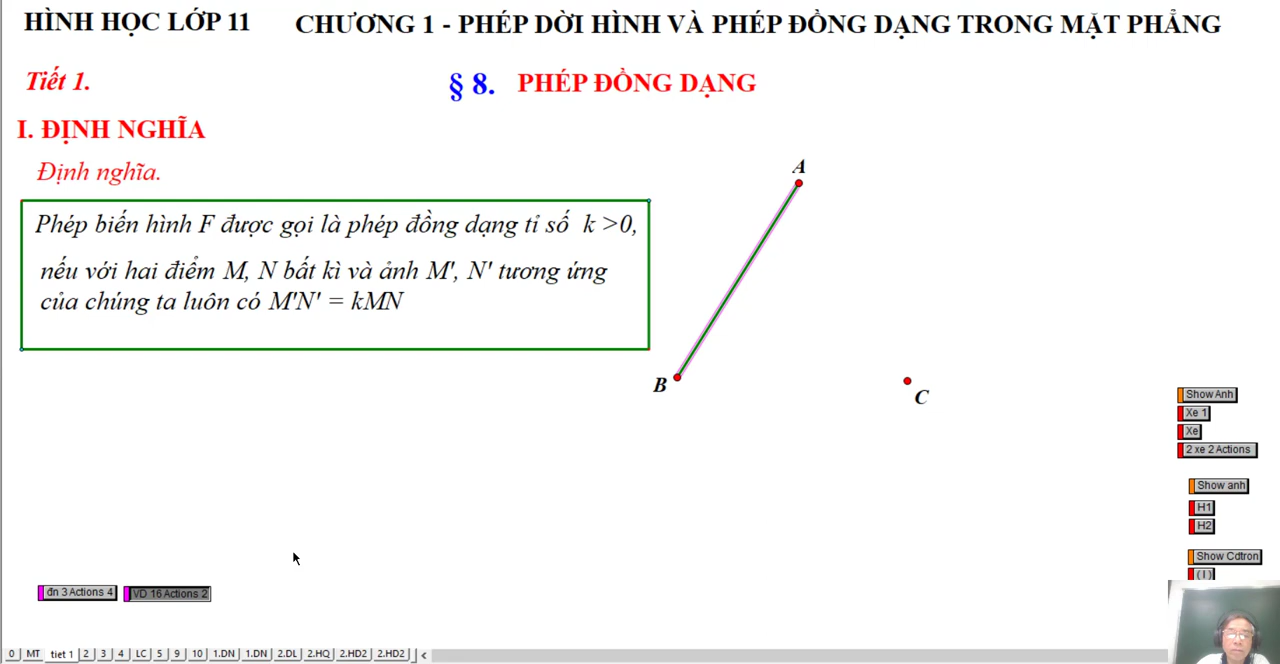 HÌNH HỌC LỚP 11 CHƯƠNG 1 - PHÉP DỜI HÌNH VÀ PHÉP ĐỒNG DẠNG TRONG MẶT PHẲNG
Tiết 1. § 8. PHÉP ĐỒNG DẠNG
I. ĐỊNH NGHĨA
Định nghĩa.
Phép biến hình F được gọi là phép đồng dạng tỉ số k >0,
nếu với hai điểm M, N bất kì và ảnh M', N' tương ứng
của chúng ta luôn có M'N' = kMN
A
B
C
Show Anh
Xe 1
Xe
2 xe 2 Actions
Show anh
H1
H2
Show Cdtron
( I )
đn 3 Actions 4 VD 16 Actions 2
0 MT tiet 1 2 3 4 LC 5 9 10 1.DN 1.DN 2.DL 2.HQ 2.HD2 2.HD2